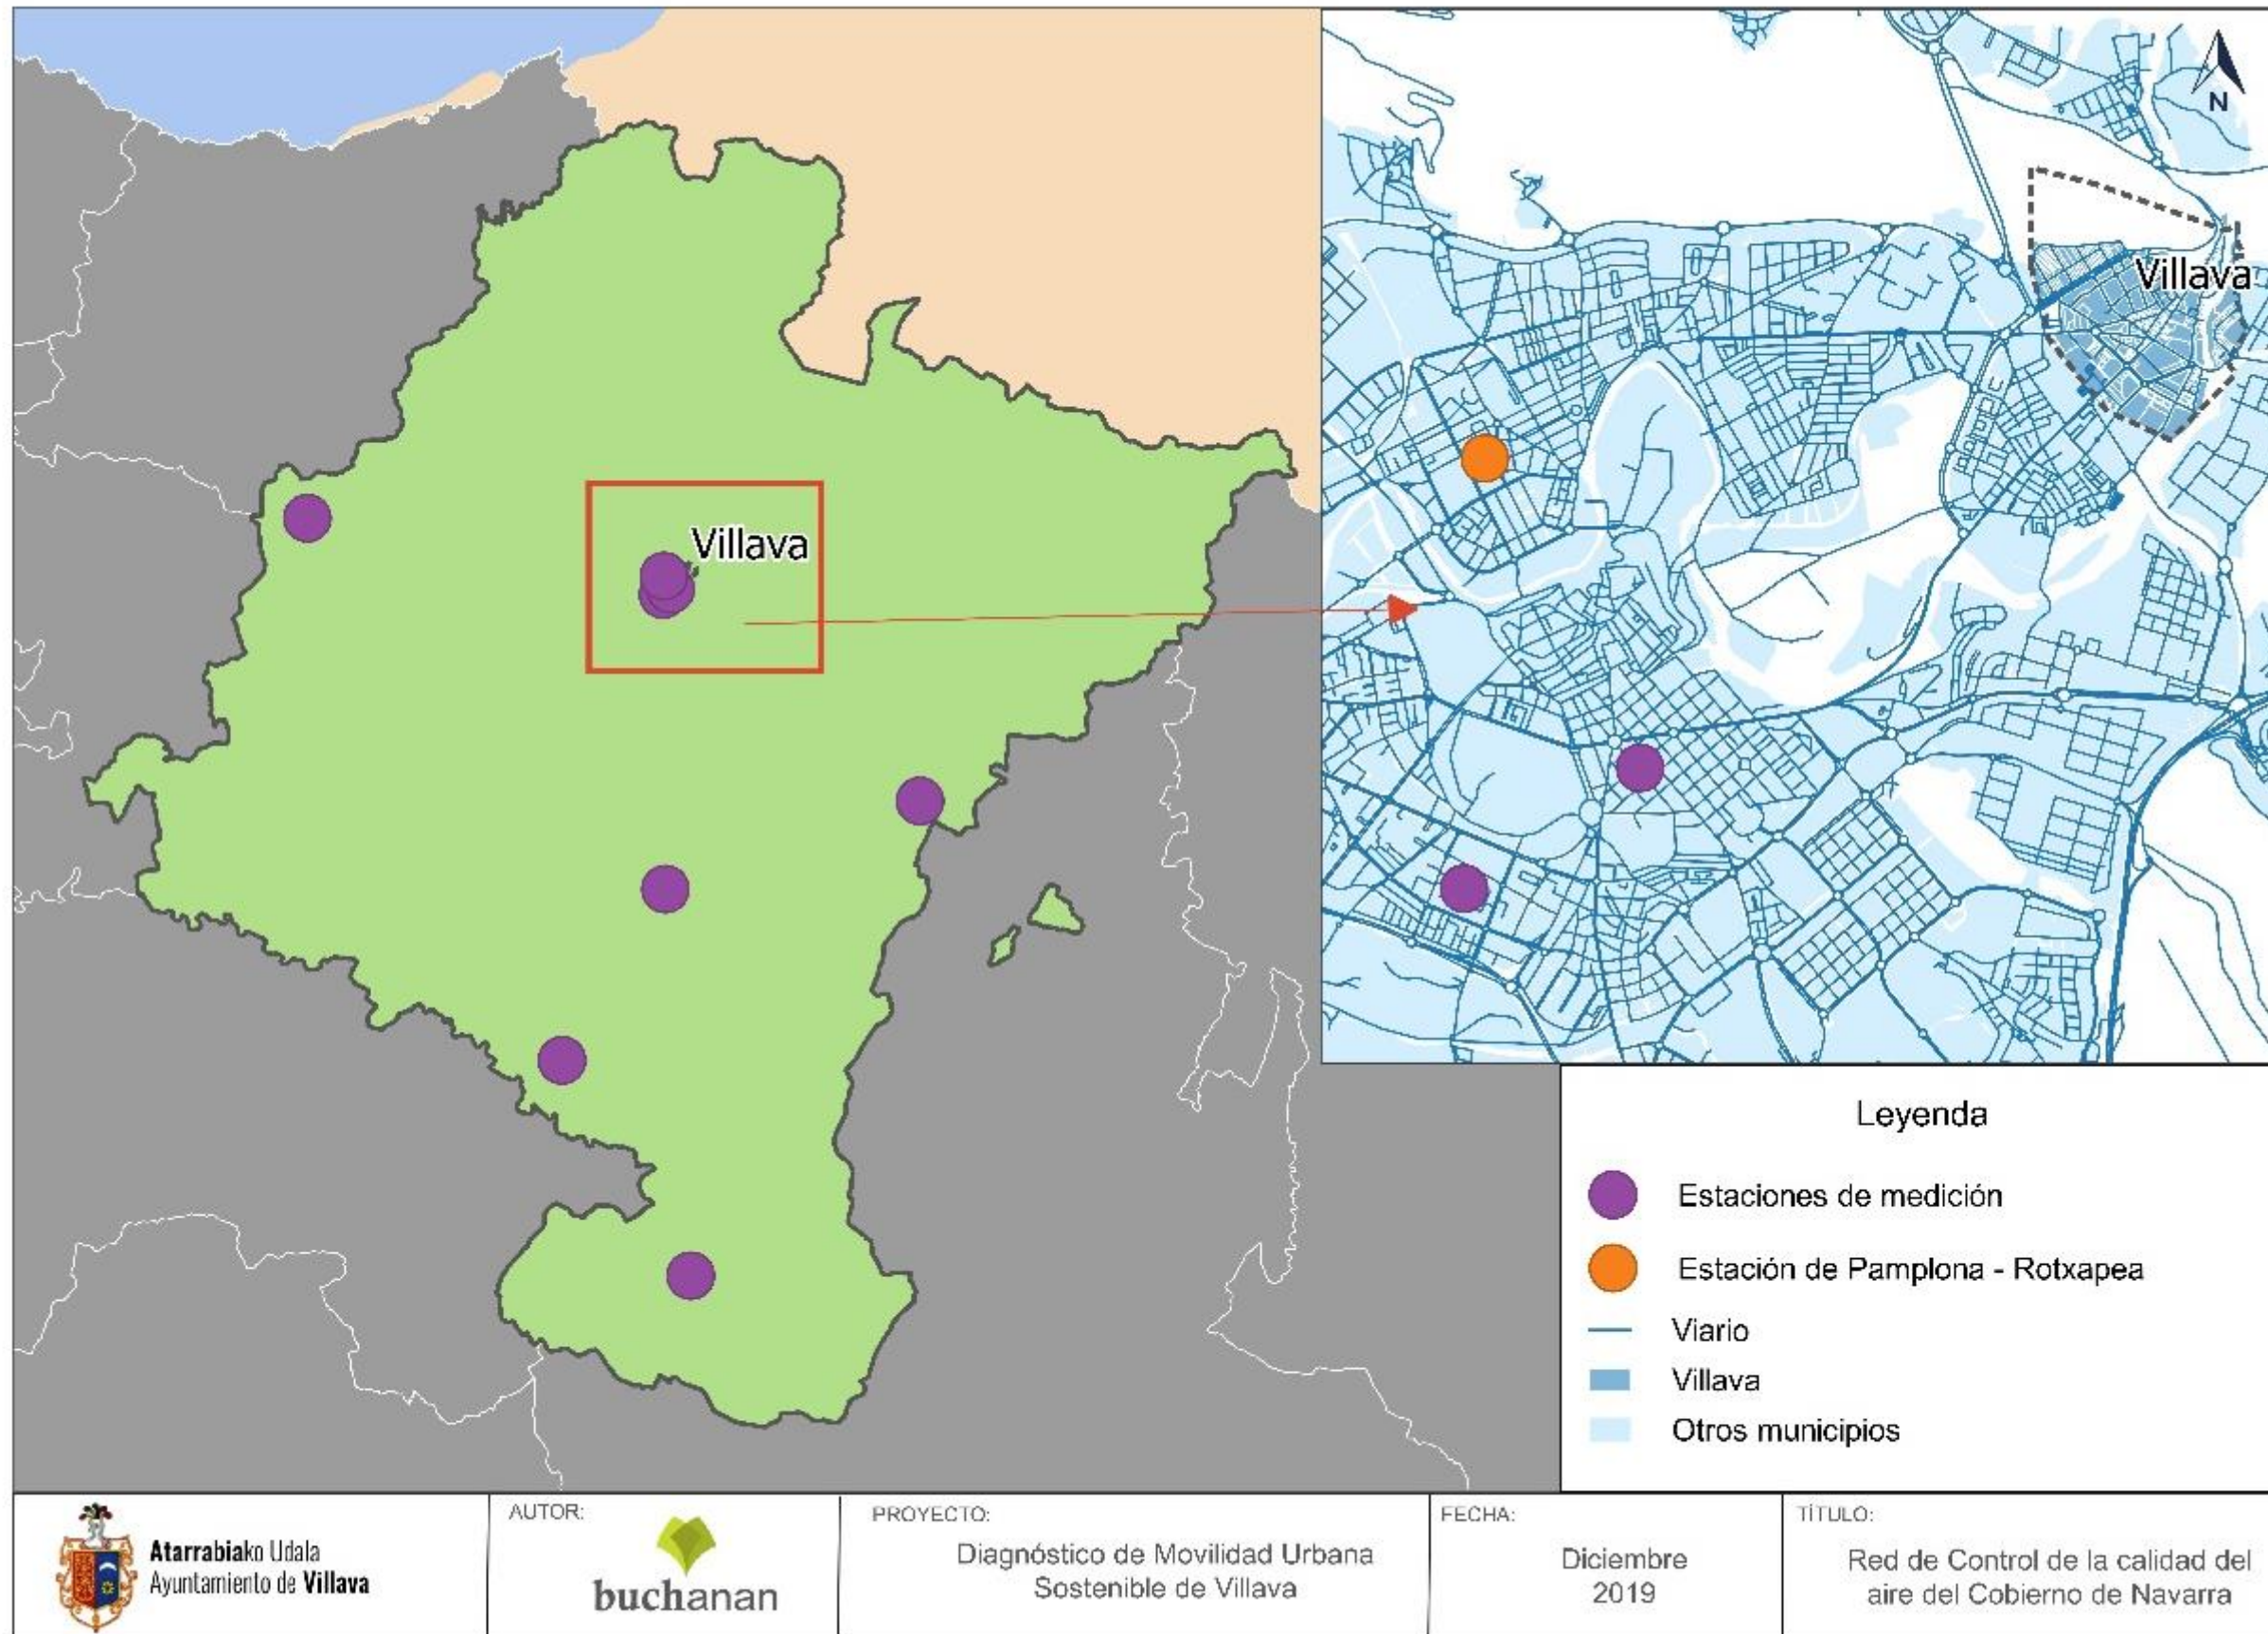 Villava
N
Villava
Leyenda
Estaciones de medición
Estación de Pamplona - Rotxapea
Viario
Villava
Otros municipios
Atarrabiako Udala
Ayuntamiento de Villava
AUTOR:
buchanan
PROYECTO:
Diagnóstico de Movilidad Urbana
Sostenible de Villava
FECHA:
Diciembre
2019
TÍTULO:
Red de Control de la calidad del
aire del Cobierno de Navarra